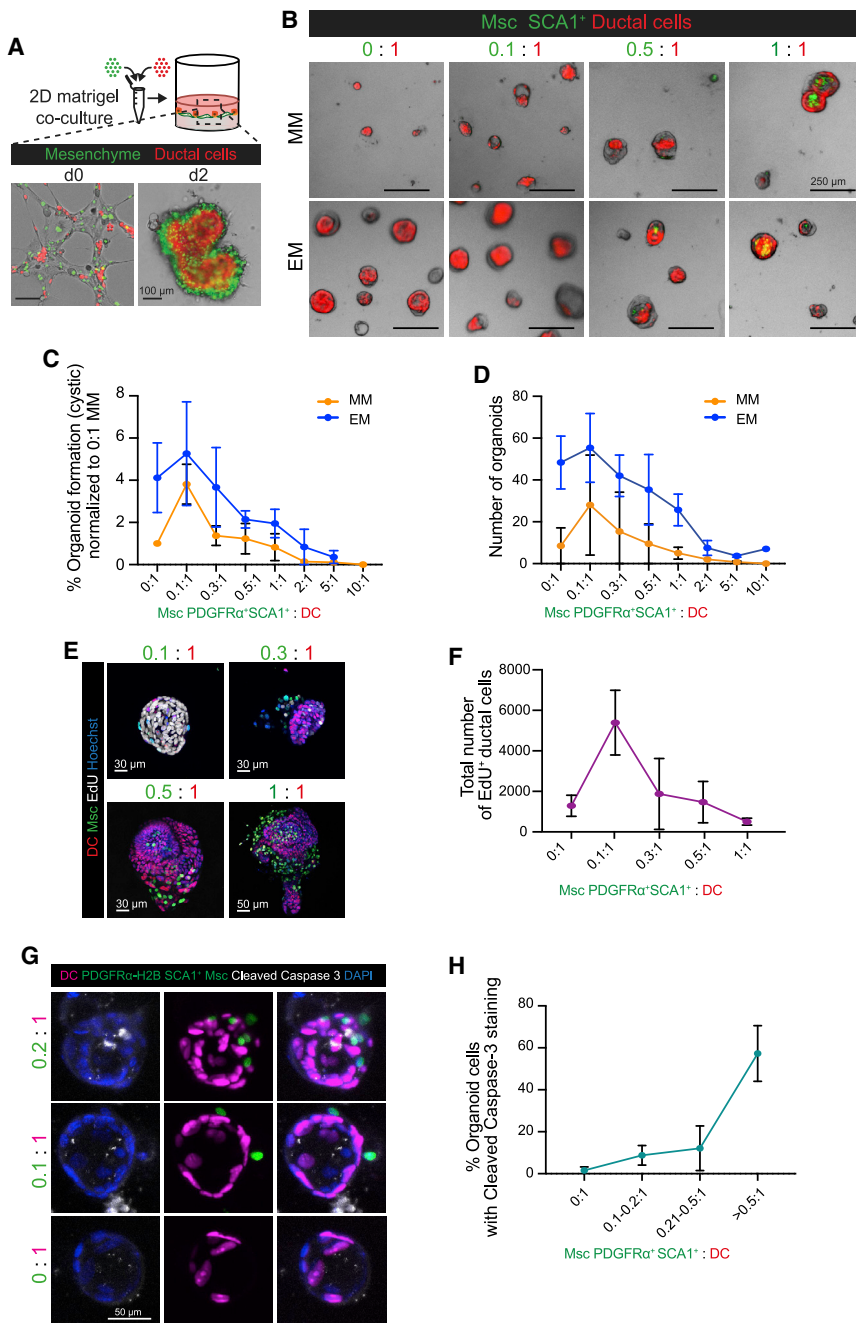 A
2D matrigel
co-culture
Mesenchyme Ductal cells
d0 d2
100 µm
B
Msc SCA1⁺ Ductal cells
0 : 1 0.1 : 1 0.5 : 1 1 : 1
MM
250 µm
EM
C
% Organoid formation (cystic)
normalized to 0:1 MM
8
6
4
2
0
MM
EM
0:1 0.1:1 0.3:1 0.5:1 1:1 2:1 5:1 10:1
Msc PDGFRα⁺SCA1⁺ : DC
D
Number of organoids
80
60
40
20
0
MM
EM
0:1 0.1:1 0.3:1 0.5:1 1:1 2:1 5:1 10:1
Msc PDGFRα⁺SCA1⁺ : DC
E
DC Msc EdU Hoechst
0.1 : 1 0.3 : 1
30 µm 30 µm
0.5 : 1 1 : 1
30 µm 50 µm
F
Total number
of EdU⁺ ductal cells
8000
6000
4000
2000
0
0:1 0.1:1 0.3:1 0.5:1 1:1
Msc PDGFRα⁺SCA1⁺ : DC
G
DC PDGFRα-H2B SCA1⁺ Msc Cleaved Caspase 3 DAPI
0.2 : 1
0.1 : 1
0 : 1
50 µm
H
% Organoid cells
with Cleaved Caspase-3 staining
80
60
40
20
0
0:1 0.1-0.2:1 0.21-0.5:1 >0.5:1
Msc PDGFRα⁺ SCA1⁺ : DC